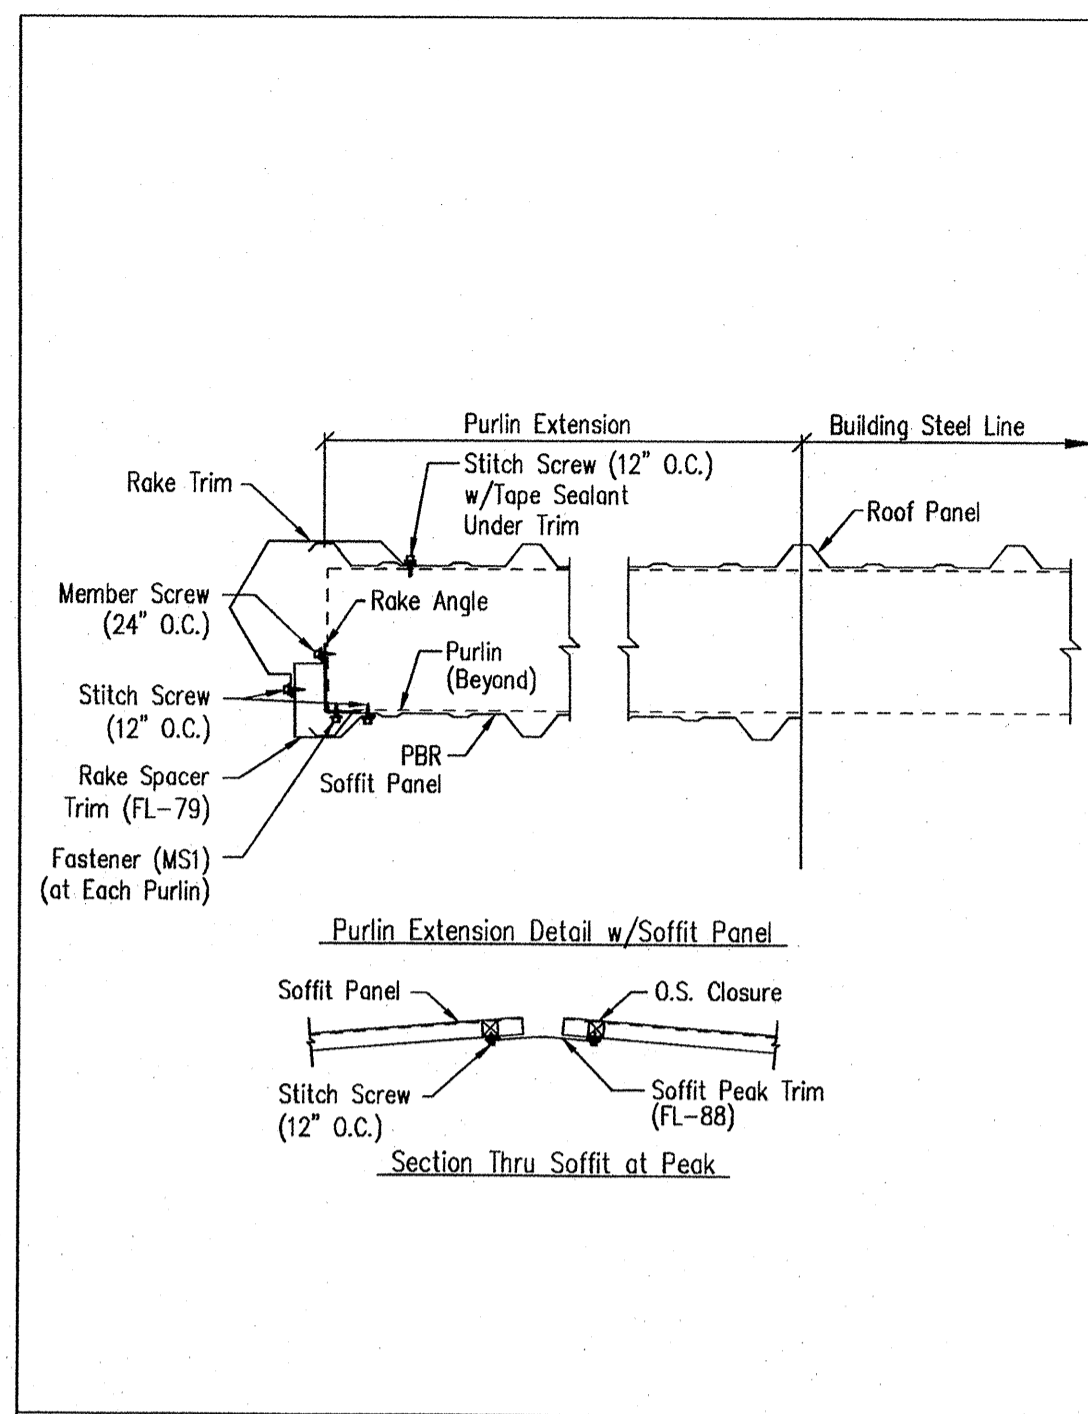 Purlin Extension
Building Steel Line
Stitch Screw (12" O.C.)
w/Tape Sealant
Under Trim
Rake Trim
Roof Panel
Member Screw
(24" O.C.)
Rake Angle
Purlin
(Beyond)
Stitch Screw
(12" O.C.)
PBR
Soffit Panel
Rake Spacer
Trim (FL-79)
Fastener (MS1)
(at Each Purlin)
Purlin Extension Detail w/Soffit Panel
Soffit Panel
O.S. Closure
Stitch Screw
(12" O.C.)
Soffit Peak Trim
(FL-88)
Section Thru Soffit at Peak